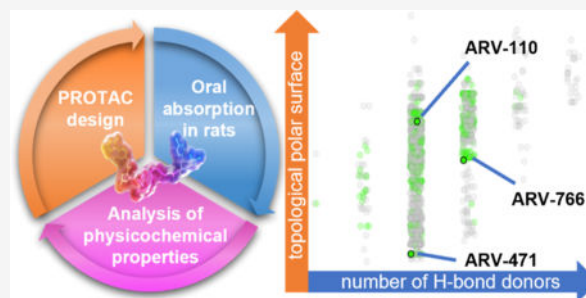 PROTAC
design
Oral
absorption
in rats
Analysis of
physicochemical
properties
topological polar surface
ARV-110
ARV-766
ARV-471
number of H-bond donors